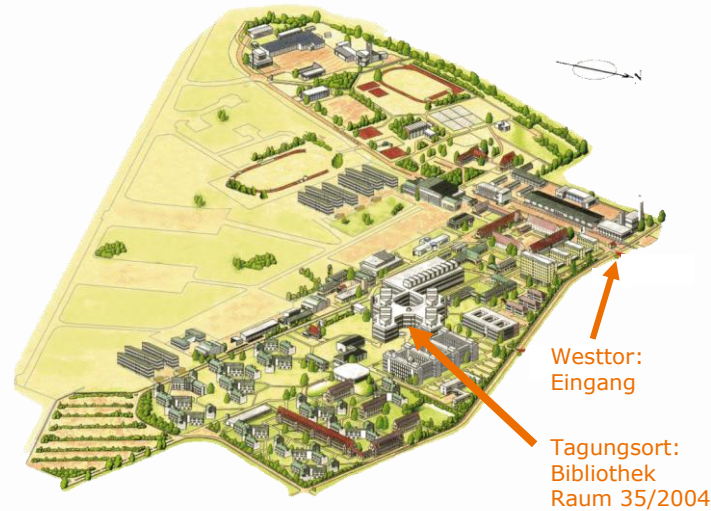 N
Westtor:
Eingang
Tagungsort:
Bibliothek
Raum 35/2004